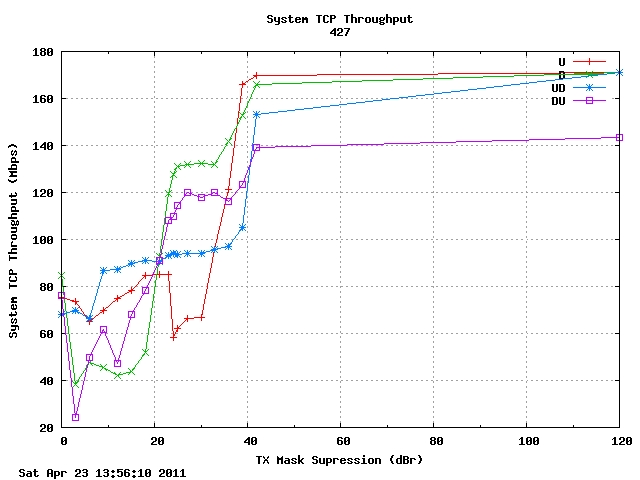 System TCP Throughput
427
180
160
140
120
100
80
60
40
20
0
20
40
60
80
100
120
System TCP Throughput (Mbps)
TX Mask Supression (dBr)
U
D
UD
DU
Sat Apr 23 13:56:10 2011